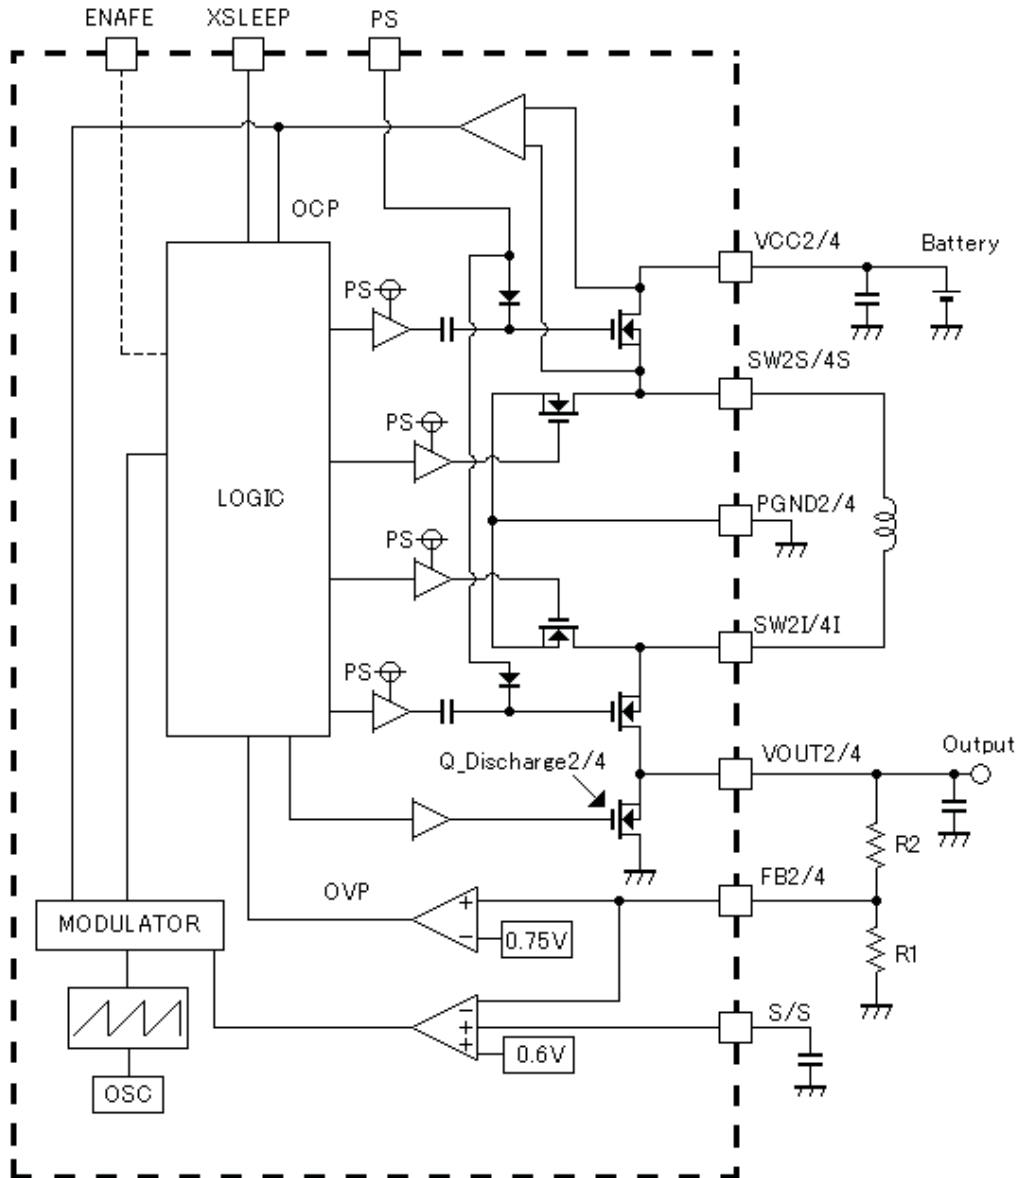 ENAFE
XSLEEP
PS
OCP
VCC2/4
Battery
PS
SW2S/4S
PS
LOGIC
PGND2/4
PS
SW2I/4I
PS
Q_Discharge2/4
VOUT2/4
Output
R2
OVP
FB2/4
MODULATOR
+
−
0.75V
R1
S/S
−
+
+
0.6V
OSC